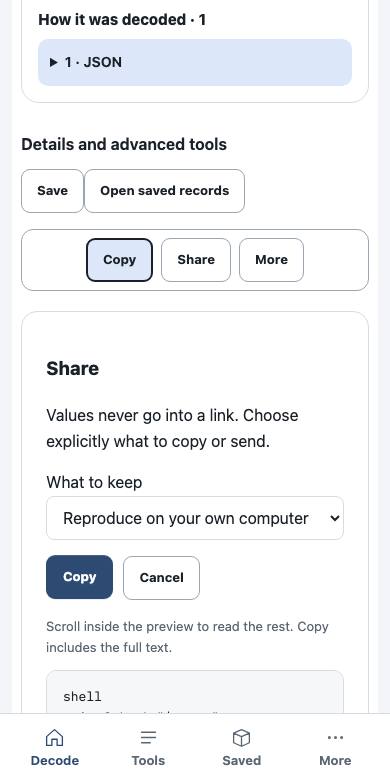 How it was decoded · 1
1 · JSON
Details and advanced tools
Save
Open saved records
Copy
Share
More
Share
Values never go into a link. Choose
explicitly what to copy or send.
What to keep
Reproduce on your own computer
Copy
Cancel
Scroll inside the preview to read the rest. Copy
includes the full text.
shell
Decode
Tools
Saved
More